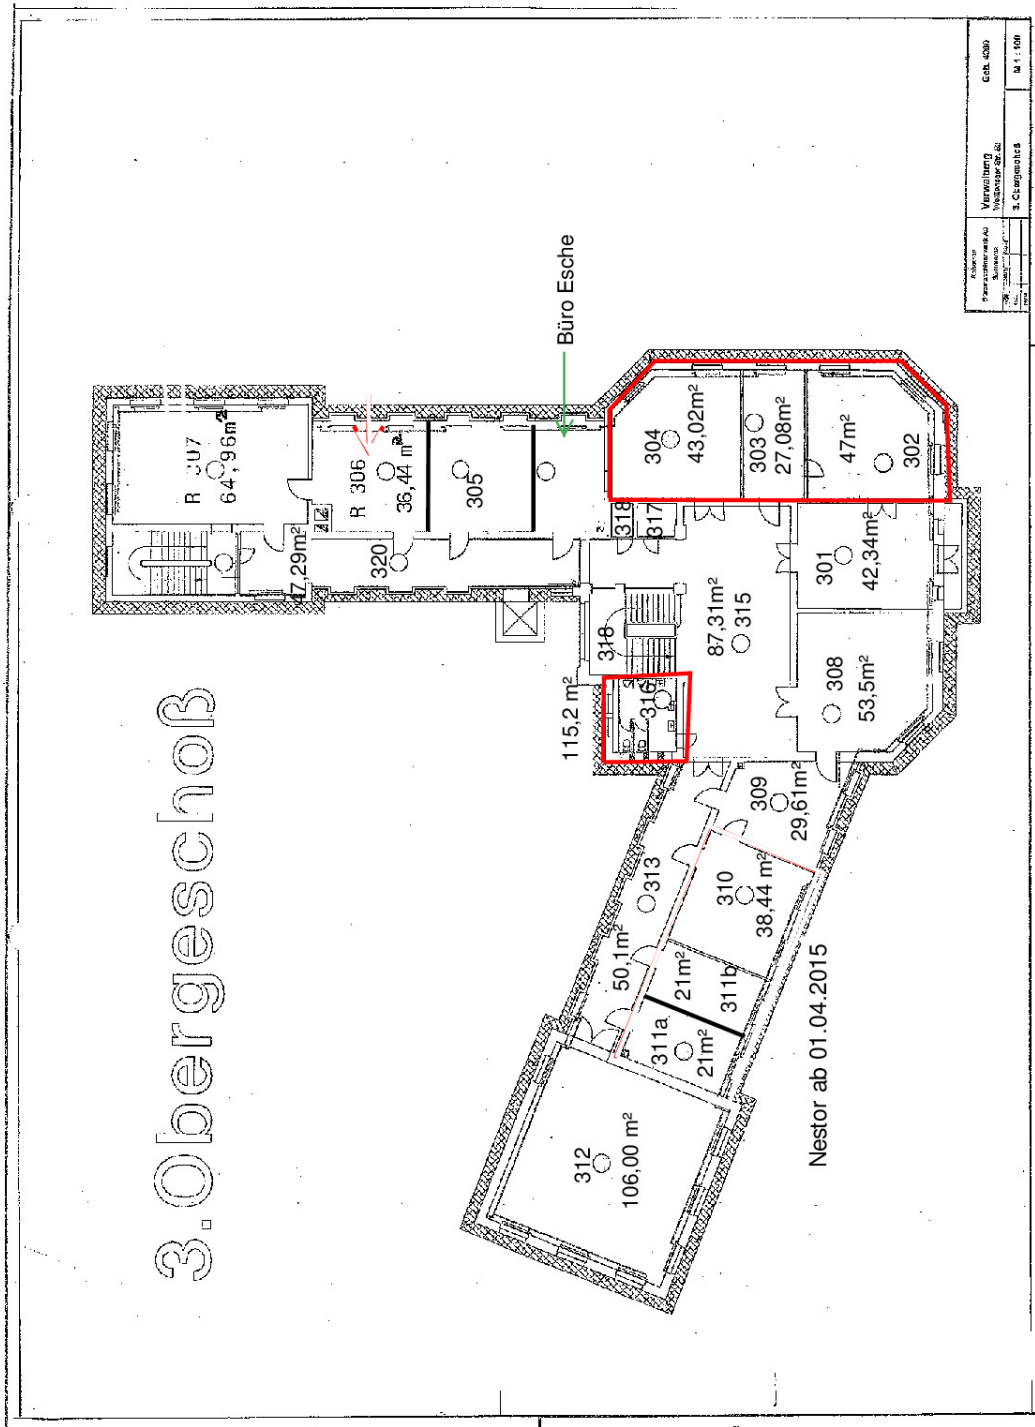 3.Obergeschoß
R 307
64,96m²
R 306
36,44 m²
305
Büro Esche
47,29m²
320
304
43,02m²
303
27,08m²
47m²
302
318
317
301
42,34m²
318
87,31m²
315
316
115,2 m²
308
53,5m²
309
29,61m²
313
50,1m²
310
38,44 m²
21m²
311b
311a
21m²
312
106,00 m²
Nestor ab 01.04.2015
Verwaltung
Geb. 4080
3. Obergeschoß
M 1 : 100